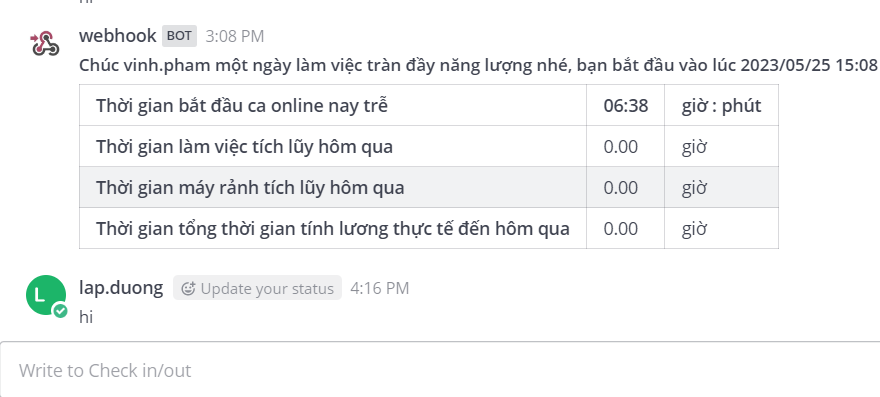 webhook BOT 3:08 PM
Chúc vinh.pham một ngày làm việc tràn đầy năng lượng nhé, bạn bắt đầu vào lúc 2023/05/25 15:08
Thời gian bắt đầu ca online nay trễ 06:38 giờ : phút
Thời gian làm việc tích lũy hôm qua 0.00 giờ
Thời gian máy rảnh tích lũy hôm qua 0.00 giờ
Thời gian tổng thời gian tính lương thực tế đến hôm qua 0.00 giờ
L
lap.duong Update your status 4:16 PM
hi
Write to Check in/out